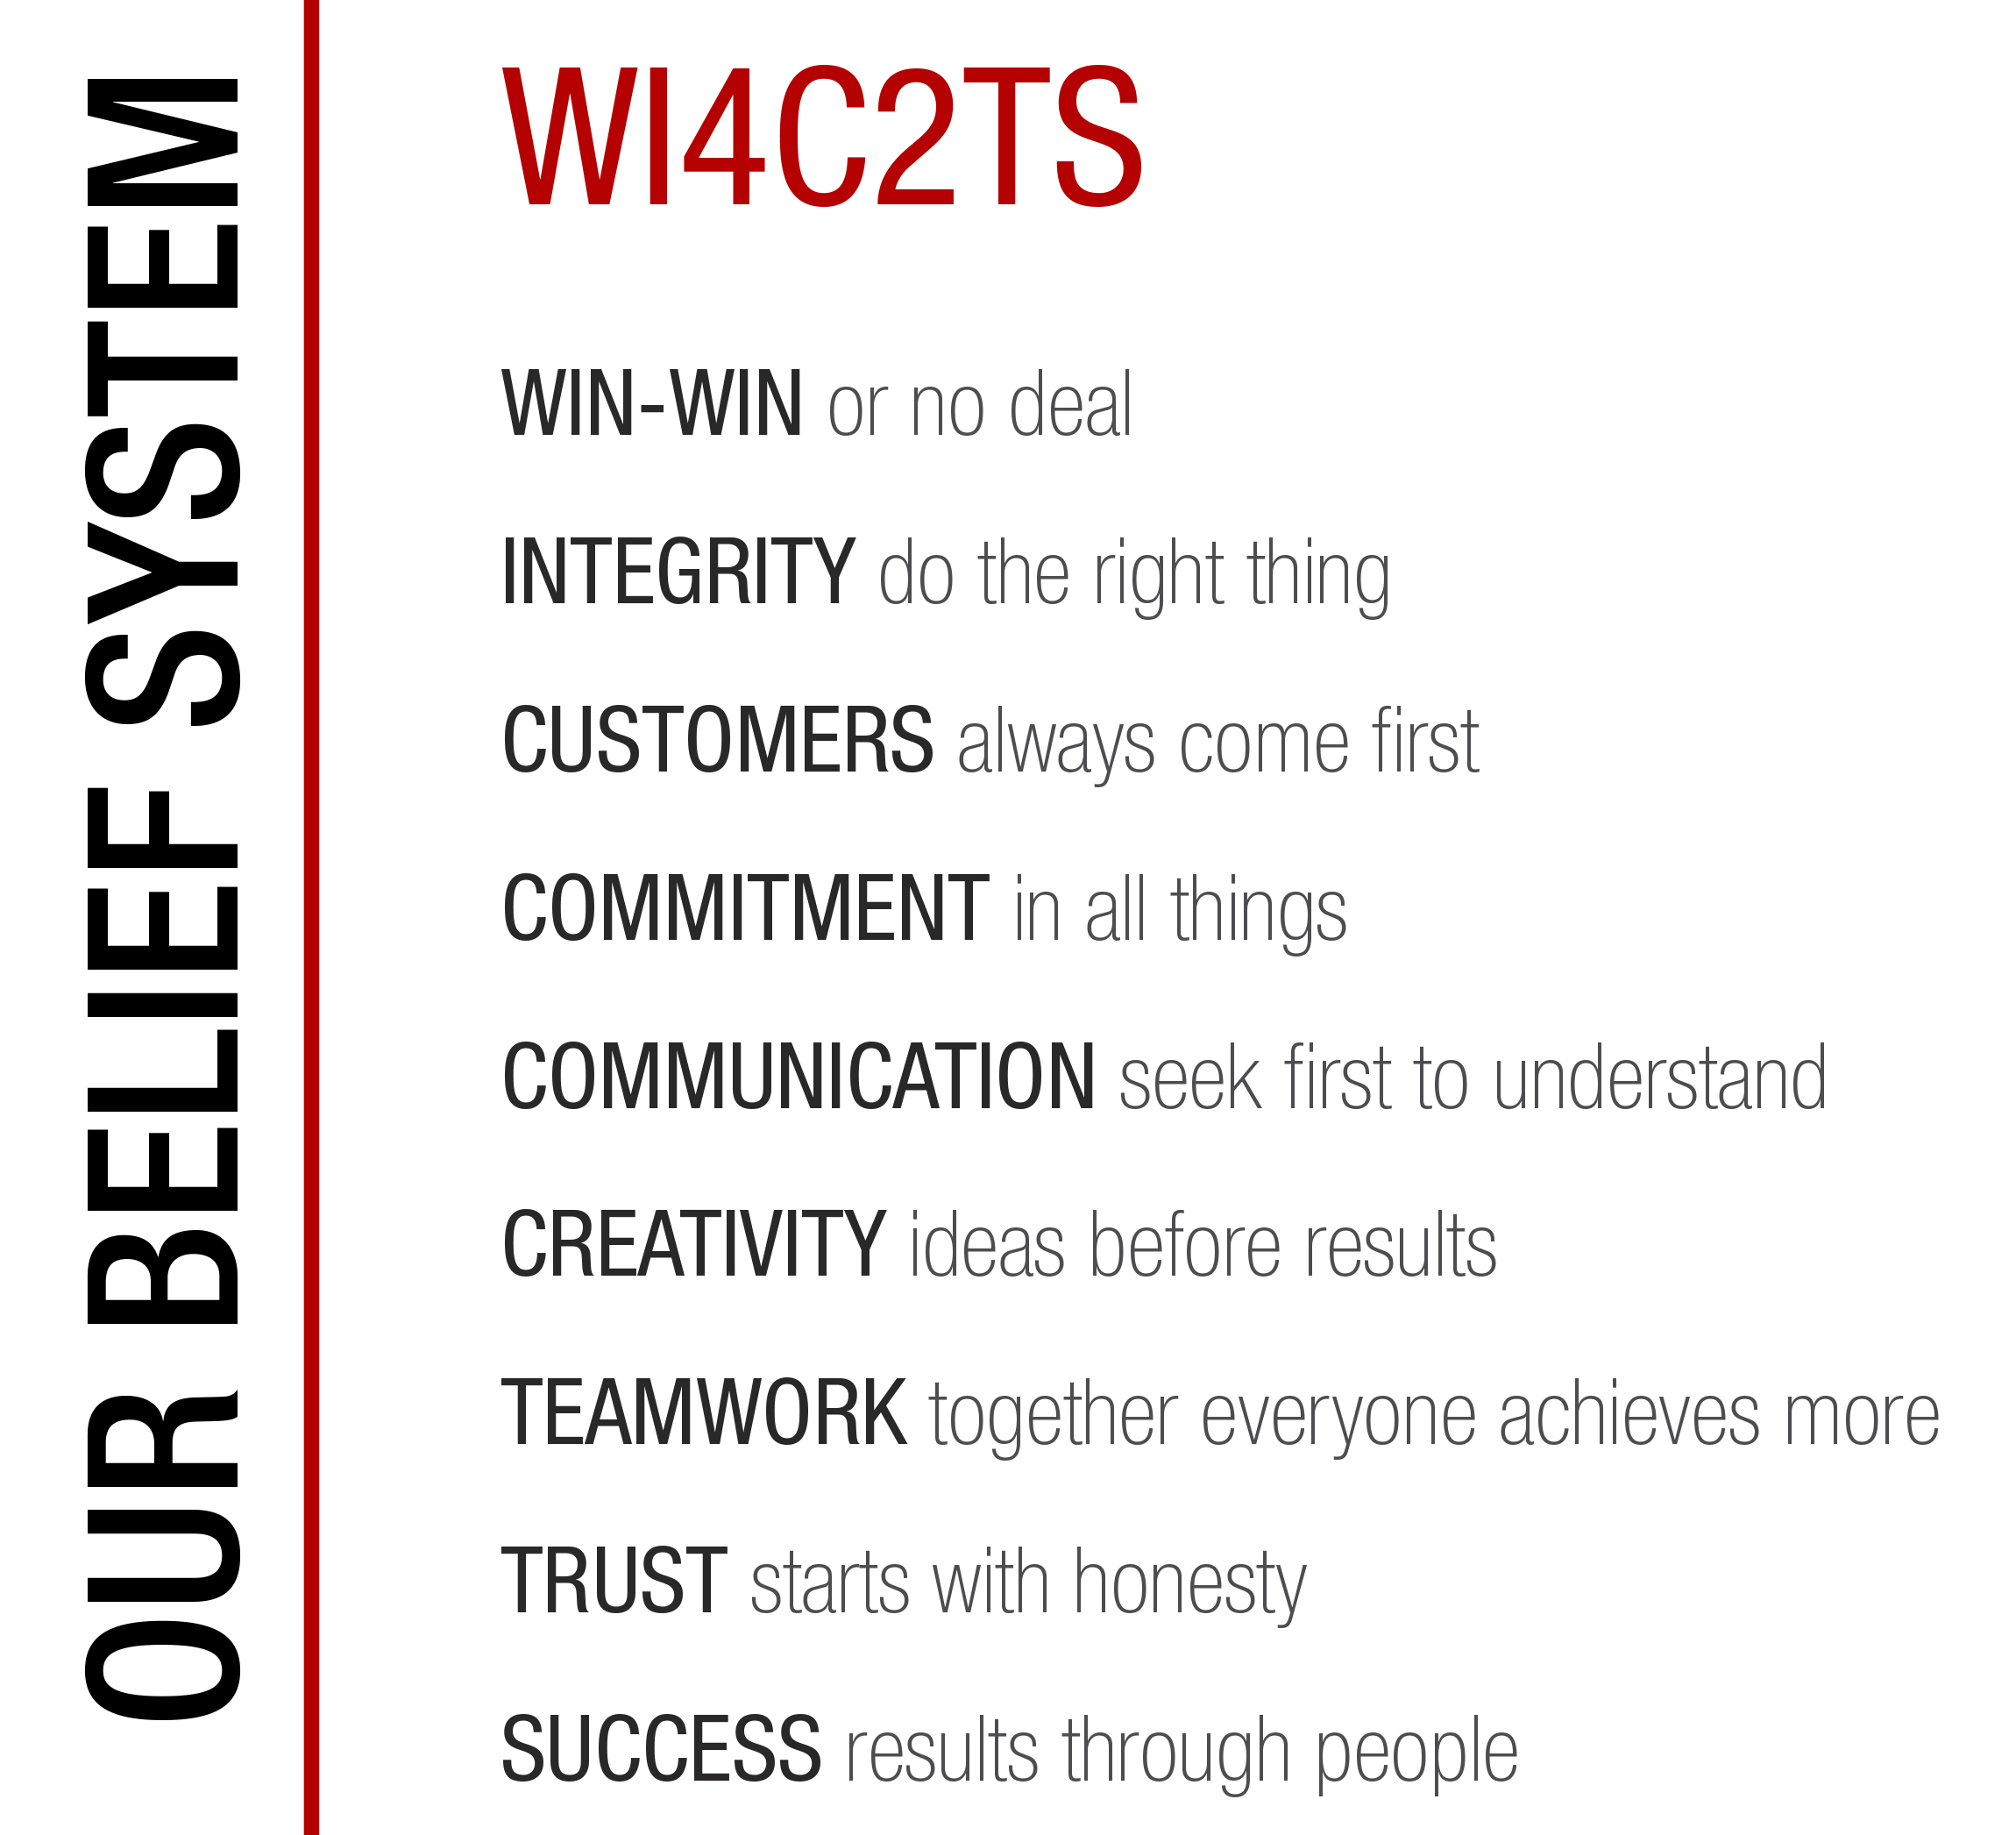 OUR BELIEF SYSTEM
WI4C2TS
WIN-WIN or no deal
INTEGRITY do the right thing
CUSTOMERS always come first
COMMITMENT in all things
COMMUNICATION seek first to understand
CREATIVITY ideas before results
TEAMWORK together everyone achieves more
TRUST starts with honesty
SUCCESS results through people